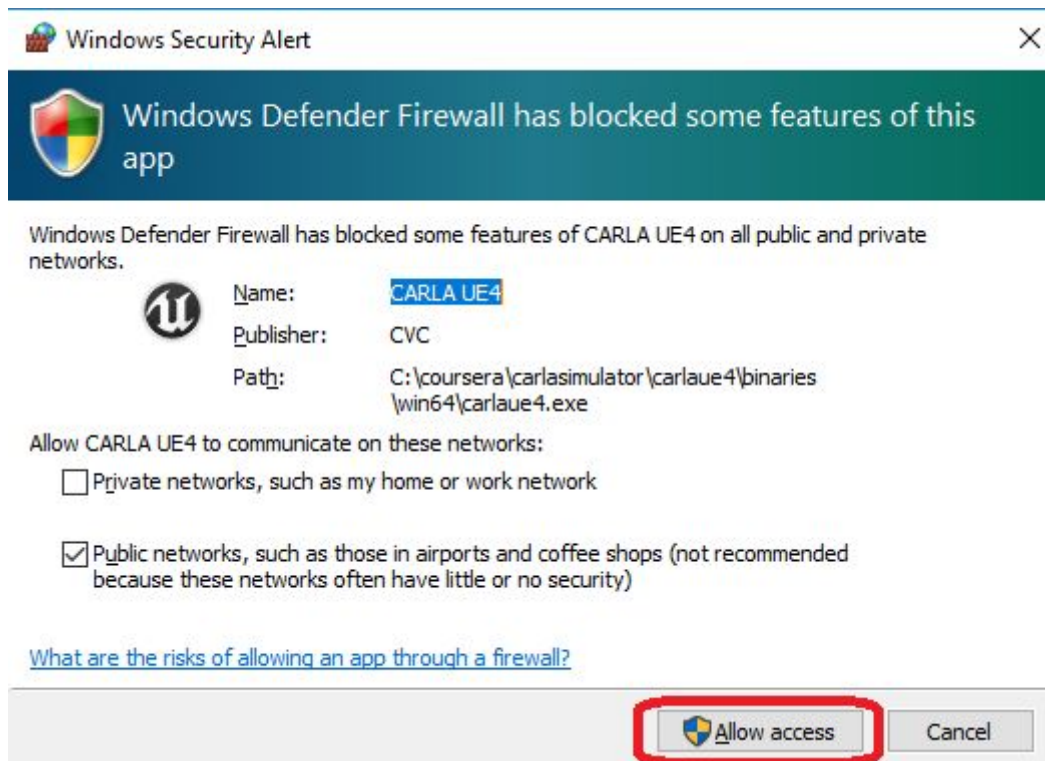 Windows Security Alert
Windows Defender Firewall has blocked some features of this
app
Windows Defender Firewall has blocked some features of CARLA UE4 on all public and private
networks.
Name: CARLA UE4
Publisher: CVC
Path: C:\coursera\carlasimulator\carlaue4\binaries
\win64\carlaue4.exe
Allow CARLA UE4 to communicate on these networks:
Private networks, such as my home or work network
Public networks, such as those in airports and coffee shops (not recommended
because these networks often have little or no security)
What are the risks of allowing an app through a firewall?
Allow access Cancel